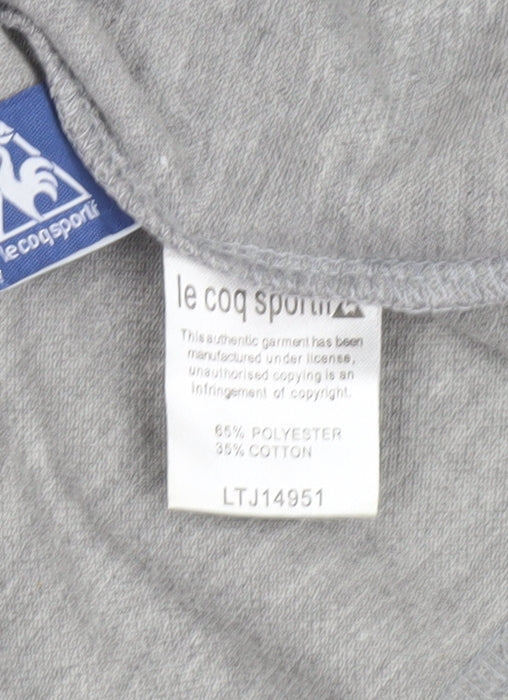 le coq sportif
le coq sportif
This authentic garment has been
manufactured under license,
unauthorised copying is an
infringement of copyright.
65% POLYESTER
35% COTTON
LTJ14951